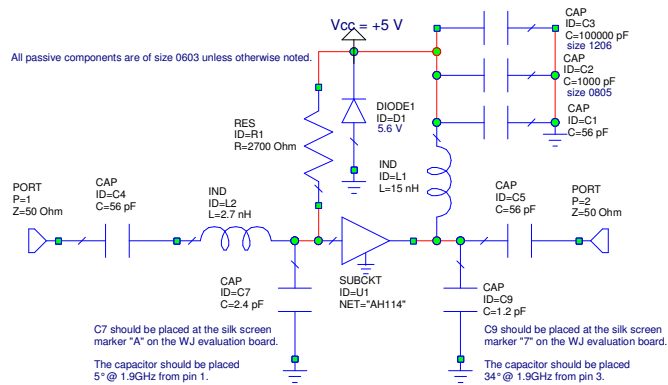 Vcc = +5 V
All passive components are of size 0603 unless otherwise noted.
CAP
ID=C3
C=100000 pF
size 1206
CAP
ID=C2
C=1000 pF
size 0805
CAP
ID=C1
C=56 pF
DIODE1
ID=D1
5.6 V
RES
ID=R1
R=2700 Ohm
IND
ID=L1
L=15 nH
PORT
P=1
Z=50 Ohm
CAP
ID=C4
C=56 pF
IND
ID=L2
L=2.7 nH
CAP
ID=C5
C=56 pF
PORT
P=2
Z=50 Ohm
CAP
ID=C7
C=2.4 pF
SUBCKT
ID=U1
NET="AH114"
CAP
ID=C9
C=1.2 pF
C7 should be placed at the silk screen
marker "A" on the WJ evaluation board.
The capacitor should be placed
5° @ 1.9GHz from pin 1.
C9 should be placed at the silk screen
marker "7" on the WJ evaluation board.
The capacitor should be placed
34° @ 1.9GHz from pin 3.